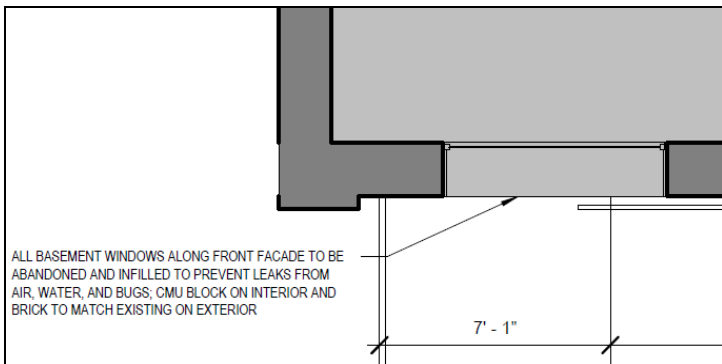 ALL BASEMENT WINDOWS ALONG FRONT FACADE TO BE
ABANDONED AND INFILLED TO PREVENT LEAKS FROM
AIR, WATER, AND BUGS; CMU BLOCK ON INTERIOR AND
BRICK TO MATCH EXISTING ON EXTERIOR
7' - 1"